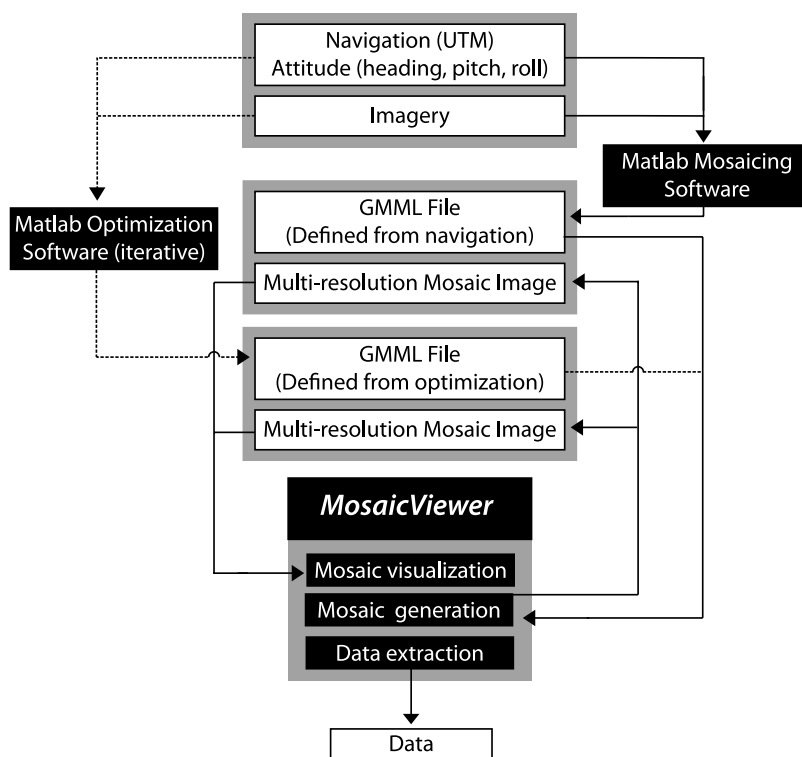 Navigation (UTM)
Attitude (heading, pitch, roll)
Imagery
Matlab Mosaicing
Software
Matlab Optimization
Software (iterative)
GMML File
(Defined from navigation)
Multi-resolution Mosaic Image
GMML File
(Defined from optimization)
Multi-resolution Mosaic Image
MosaicViewer
Mosaic visualization
Mosaic generation
Data extraction
Data